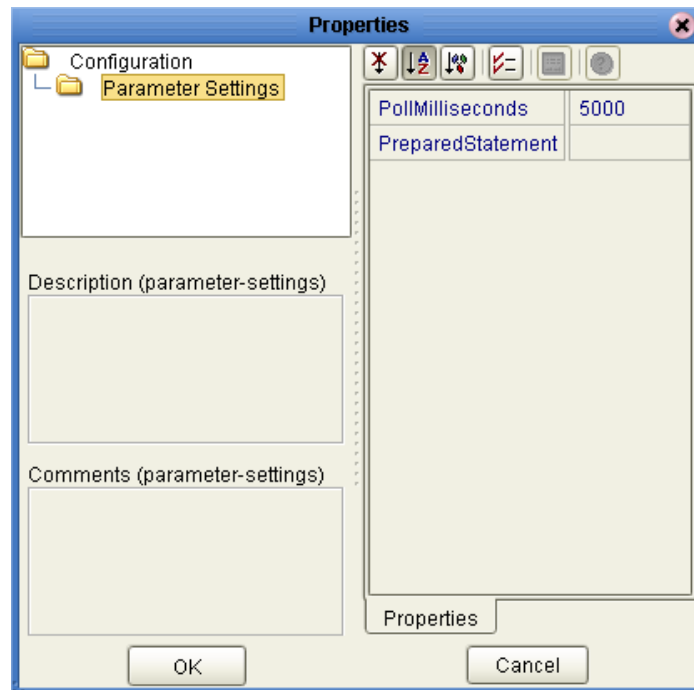 Properties
Configuration
Parameter Settings
PollMilliseconds 5000
PreparedStatement
Description (parameter-settings)
Comments (parameter-settings)
Properties
OK Cancel